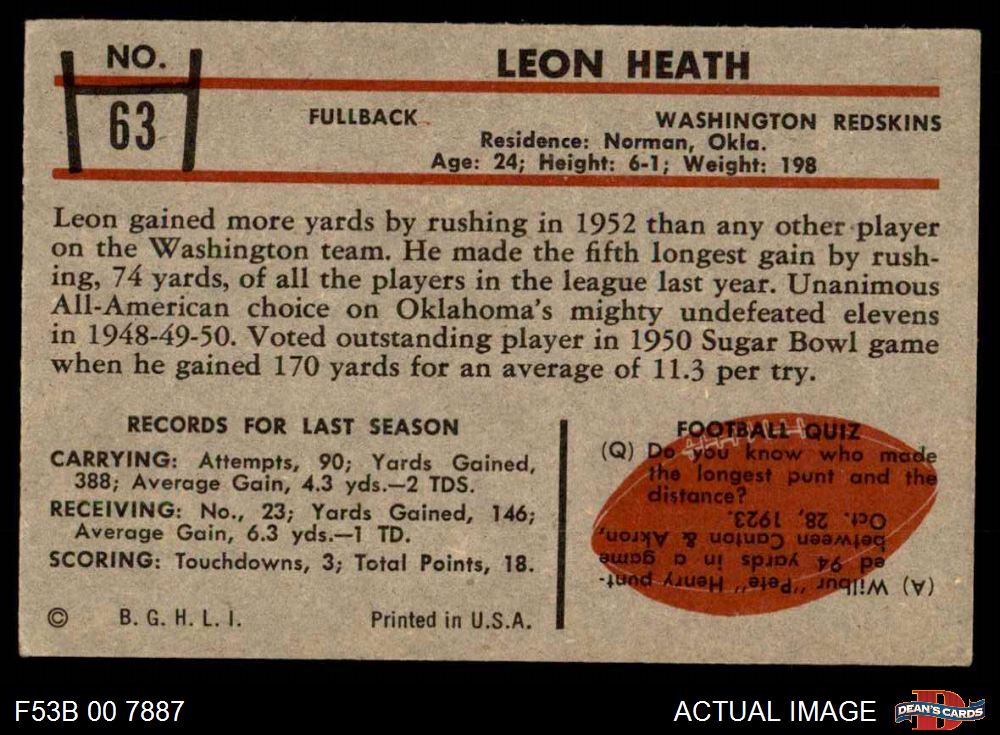 NO.
63
LEON HEATH
FULLBACK
WASHINGTON REDSKINS
Residence: Norman, Okla.
Age: 24; Height: 6-1; Weight: 198
Leon gained more yards by rushing in 1952 than any other player
on the Washington team. He made the fifth longest gain by rush-
ing, 74 yards, of all the players in the league last year. Unanimous
All-American choice on Oklahoma's mighty undefeated elevens
in 1948-49-50. Voted outstanding player in 1950 Sugar Bowl game
when he gained 170 yards for an average of 11.3 per try.
RECORDS FOR LAST SEASON
CARRYING: Attempts, 90; Yards Gained,
388; Average Gain, 4.3 yds.—2 TDS.
RECEIVING: No., 23; Yards Gained, 146;
Average Gain, 6.3 yds.—1 TD.
SCORING: Touchdowns, 3; Total Points, 18.
© B. G. H. L. I. Printed in U.S.A.
FOOTBALL QUIZ
(Q) Do you know who made
the longest punt and the
distance?
(A) Wilbur "Pete" Henry punt-
ed 94 yards in a game
between Canton & Akron,
Oct. 28, 1923.
F53B 00 7887
ACTUAL IMAGE
DEAN'S CARDS